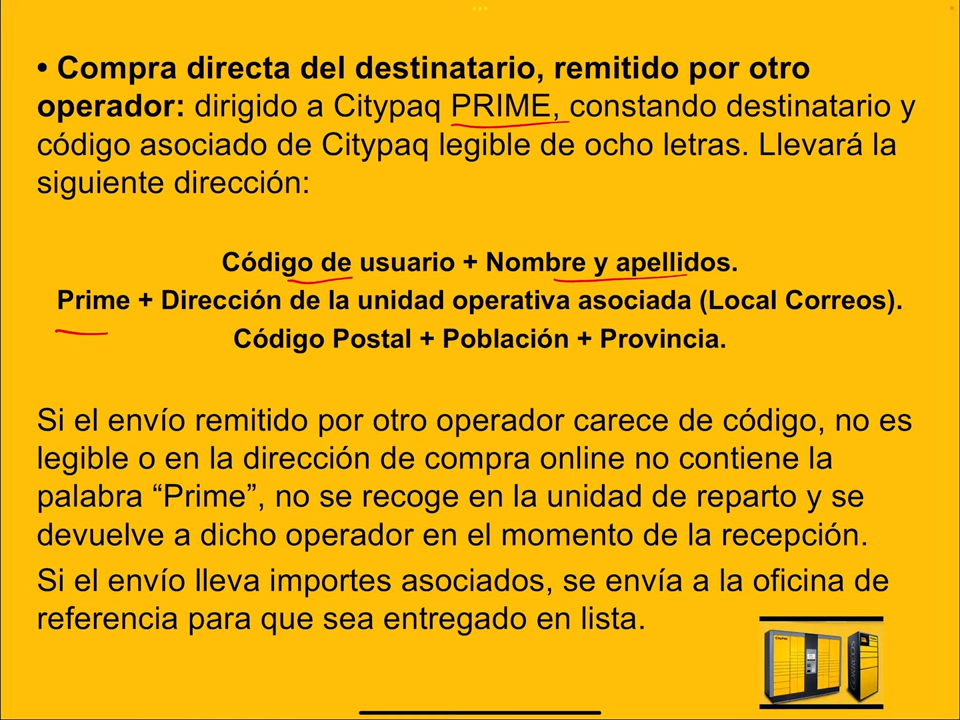 • Compra directa del destinatario, remitido por otro
operador: dirigido a Citypaq PRIME, constando destinatario y
código asociado de Citypaq legible de ocho letras. Llevará la
siguiente dirección:
Código de usuario + Nombre y apellidos.
Prime + Dirección de la unidad operativa asociada (Local Correos).
Código Postal + Población + Provincia.
Si el envío remitido por otro operador carece de código, no es
legible o en la dirección de compra online no contiene la
palabra “Prime”, no se recoge en la unidad de reparto y se
devuelve a dicho operador en el momento de la recepción.
Si el envío lleva importes asociados, se envía a la oficina de
referencia para que sea entregado en lista.